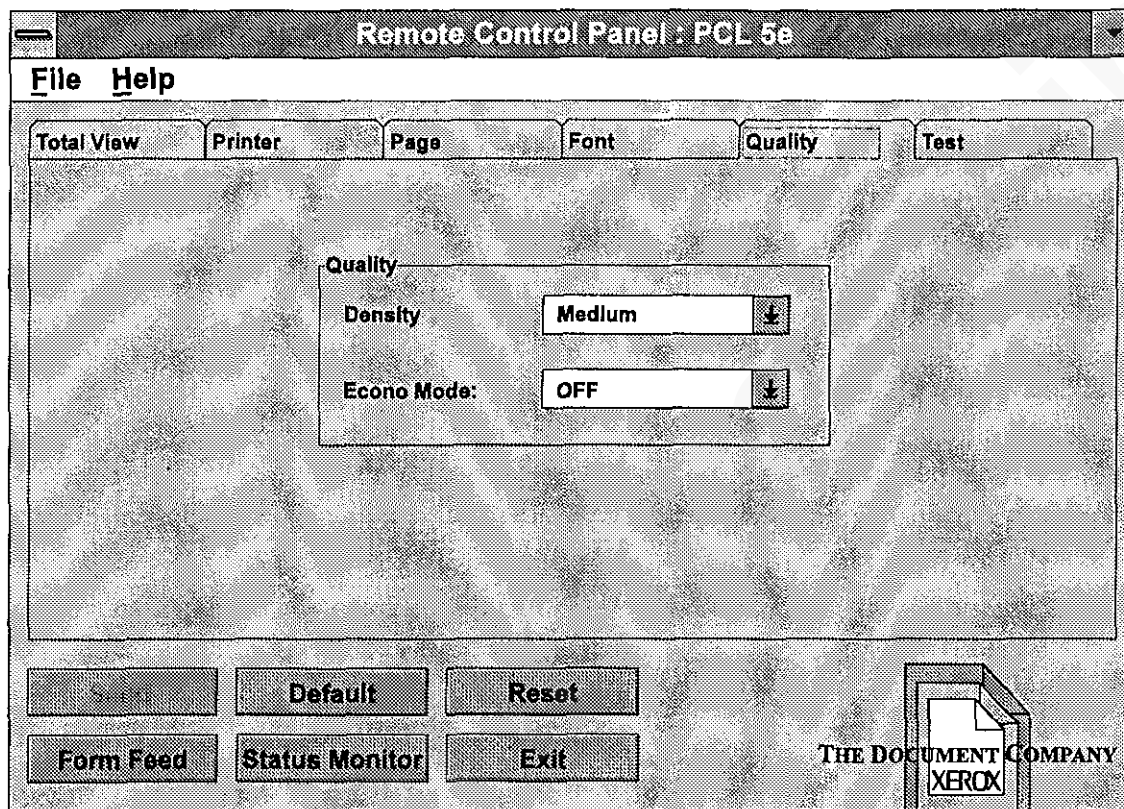 Remote Control Panel : PCL 5e
File Help
Total View Printer Page Font Quality Test
Quality
Density Medium
Econo Mode: OFF
Default Reset
Form Feed Status Monitor Exit
THE DOCUMENT COMPANY
XEROX